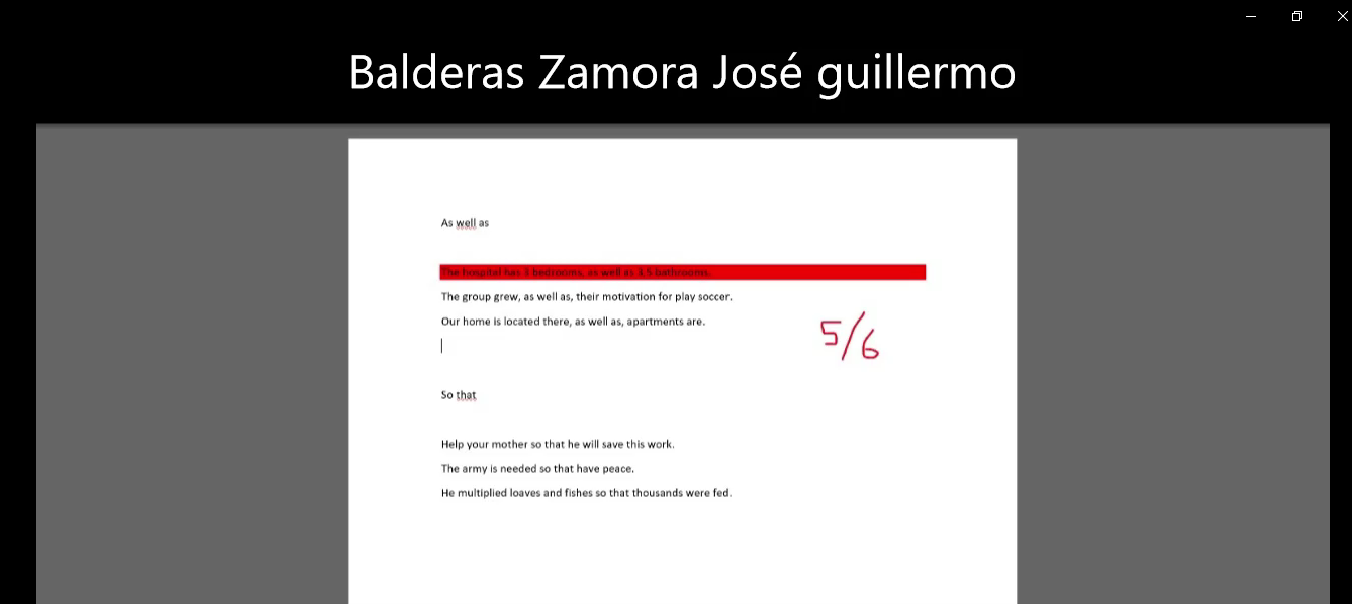 Balderas Zamora José guillermo
As well as
The hospital has 3 bedrooms, as well as 3.5 bathrooms.
The group grew, as well as, their motivation for play soccer.
Our home is located there, as well as, apartments are.
5/6
So that
Help your mother so that he will save this work.
The army is needed so that have peace.
He multiplied loaves and fishes so that thousands were fed.